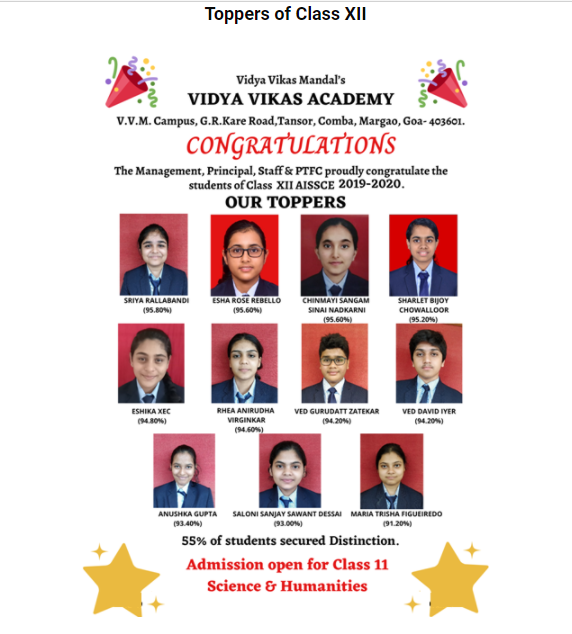 Toppers of Class XII
Vidya Vikas Mandal's
VIDYA VIKAS ACADEMY
V.V.M. Campus, G.R.Kare Road,Tansor, Comba, Margao, Goa- 403601.
CONGRATULATIONS
The Management, Principal, Staff & PTFC proudly congratulate the
students of Class XII AISSCE 2019-2020.
OUR TOPPERS
SRIYA RALLABANDI
(95.80%)
ESHA ROSE REBELLO
(95.60%)
CHINMAYI SANGAM
SINAI NADKARNI
(95.60%)
SHARLET BIJOY
CHOWALLOOR
(95.20%)
ESHIKA XEC
(94.80%)
RHEA ANIRUDHA
VIRGINKAR
(94.60%)
VED GURUDATT ZATEKAR
(94.20%)
VED DAVID IYER
(94.20%)
ANUSHKA GUPTA
(93.40%)
SALONI SANJAY SAWANT DESSAI
(93.00%)
MARIA TRISHA FIGUEIREDO
(91.20%)
55% of students secured Distinction.
Admission open for Class 11
Science & Humanities